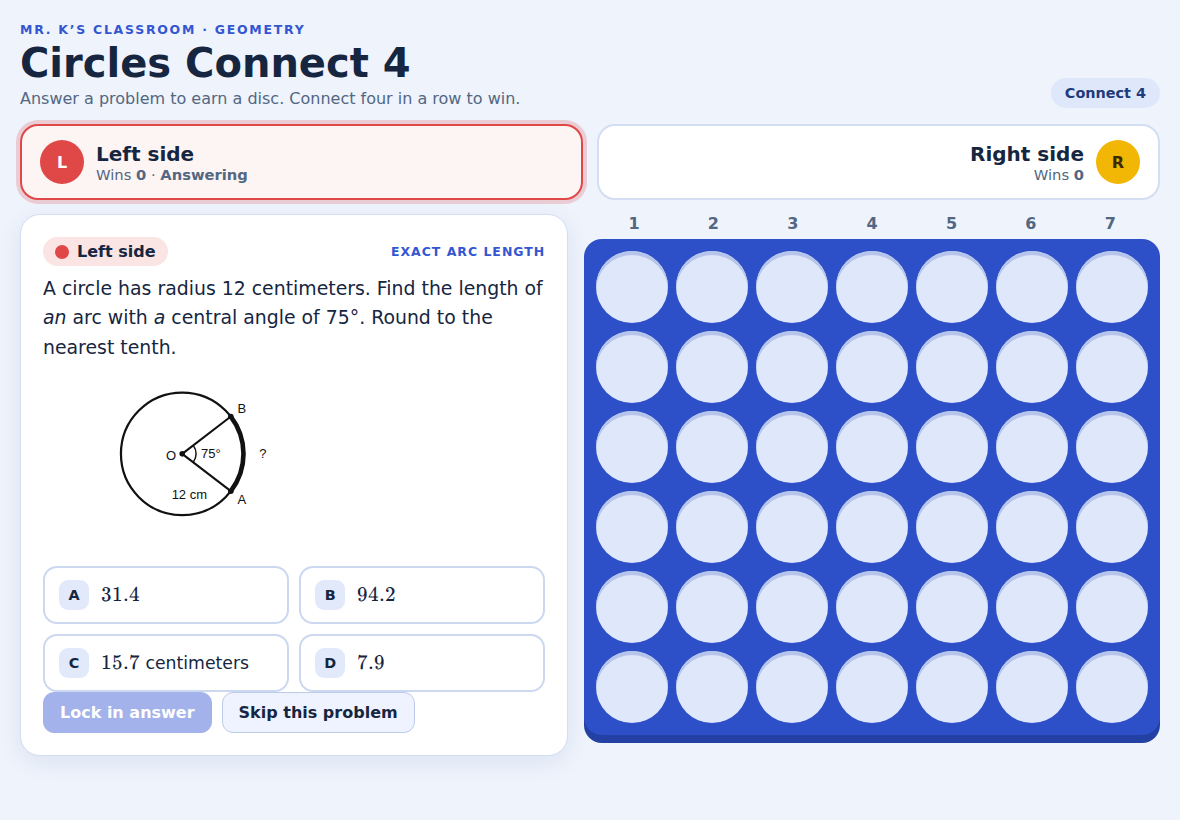 MR. K’S CLASSROOM · GEOMETRY
Circles Connect 4
Answer a problem to earn a disc. Connect four in a row to win.
Connect 4
L
Left side
Wins 0 · Answering
Right side
Wins 0
R
Left side
EXACT ARC LENGTH
A circle has radius 12 centimeters. Find the length of
an arc with a central angle of 75°. Round to the
nearest tenth.
B
O
75°
?
12 cm
A
A 31.4
B 94.2
C 15.7 centimeters
D 7.9
Lock in answer
Skip this problem
1 2 3 4 5 6 7